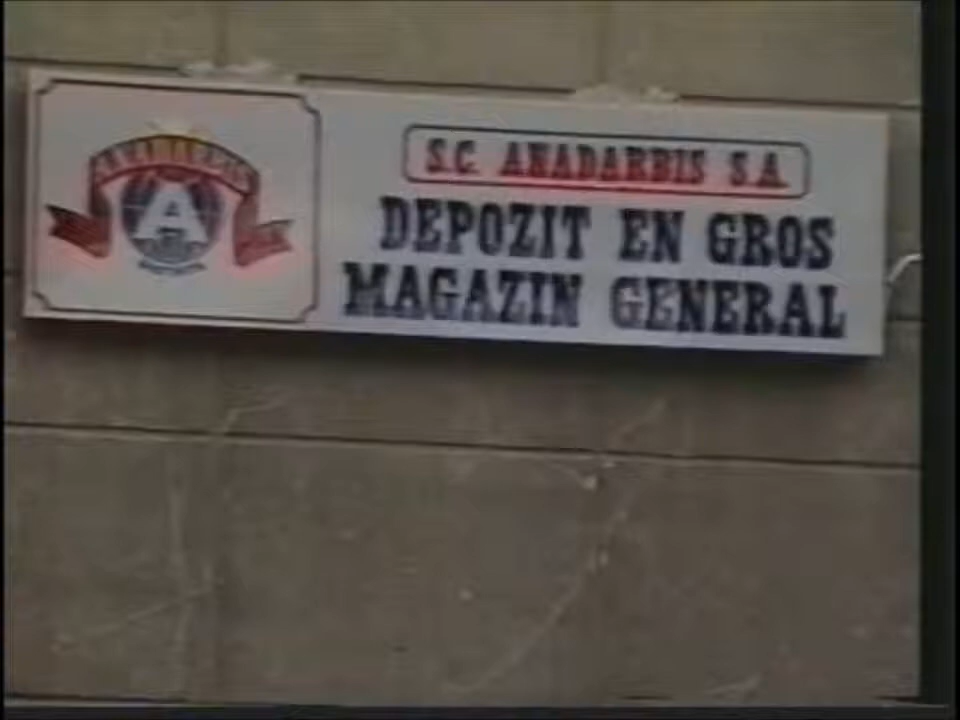 A
S.C. ANADARBIS S.A.
DEPOZIT EN GROS
MAGAZIN GENERAL